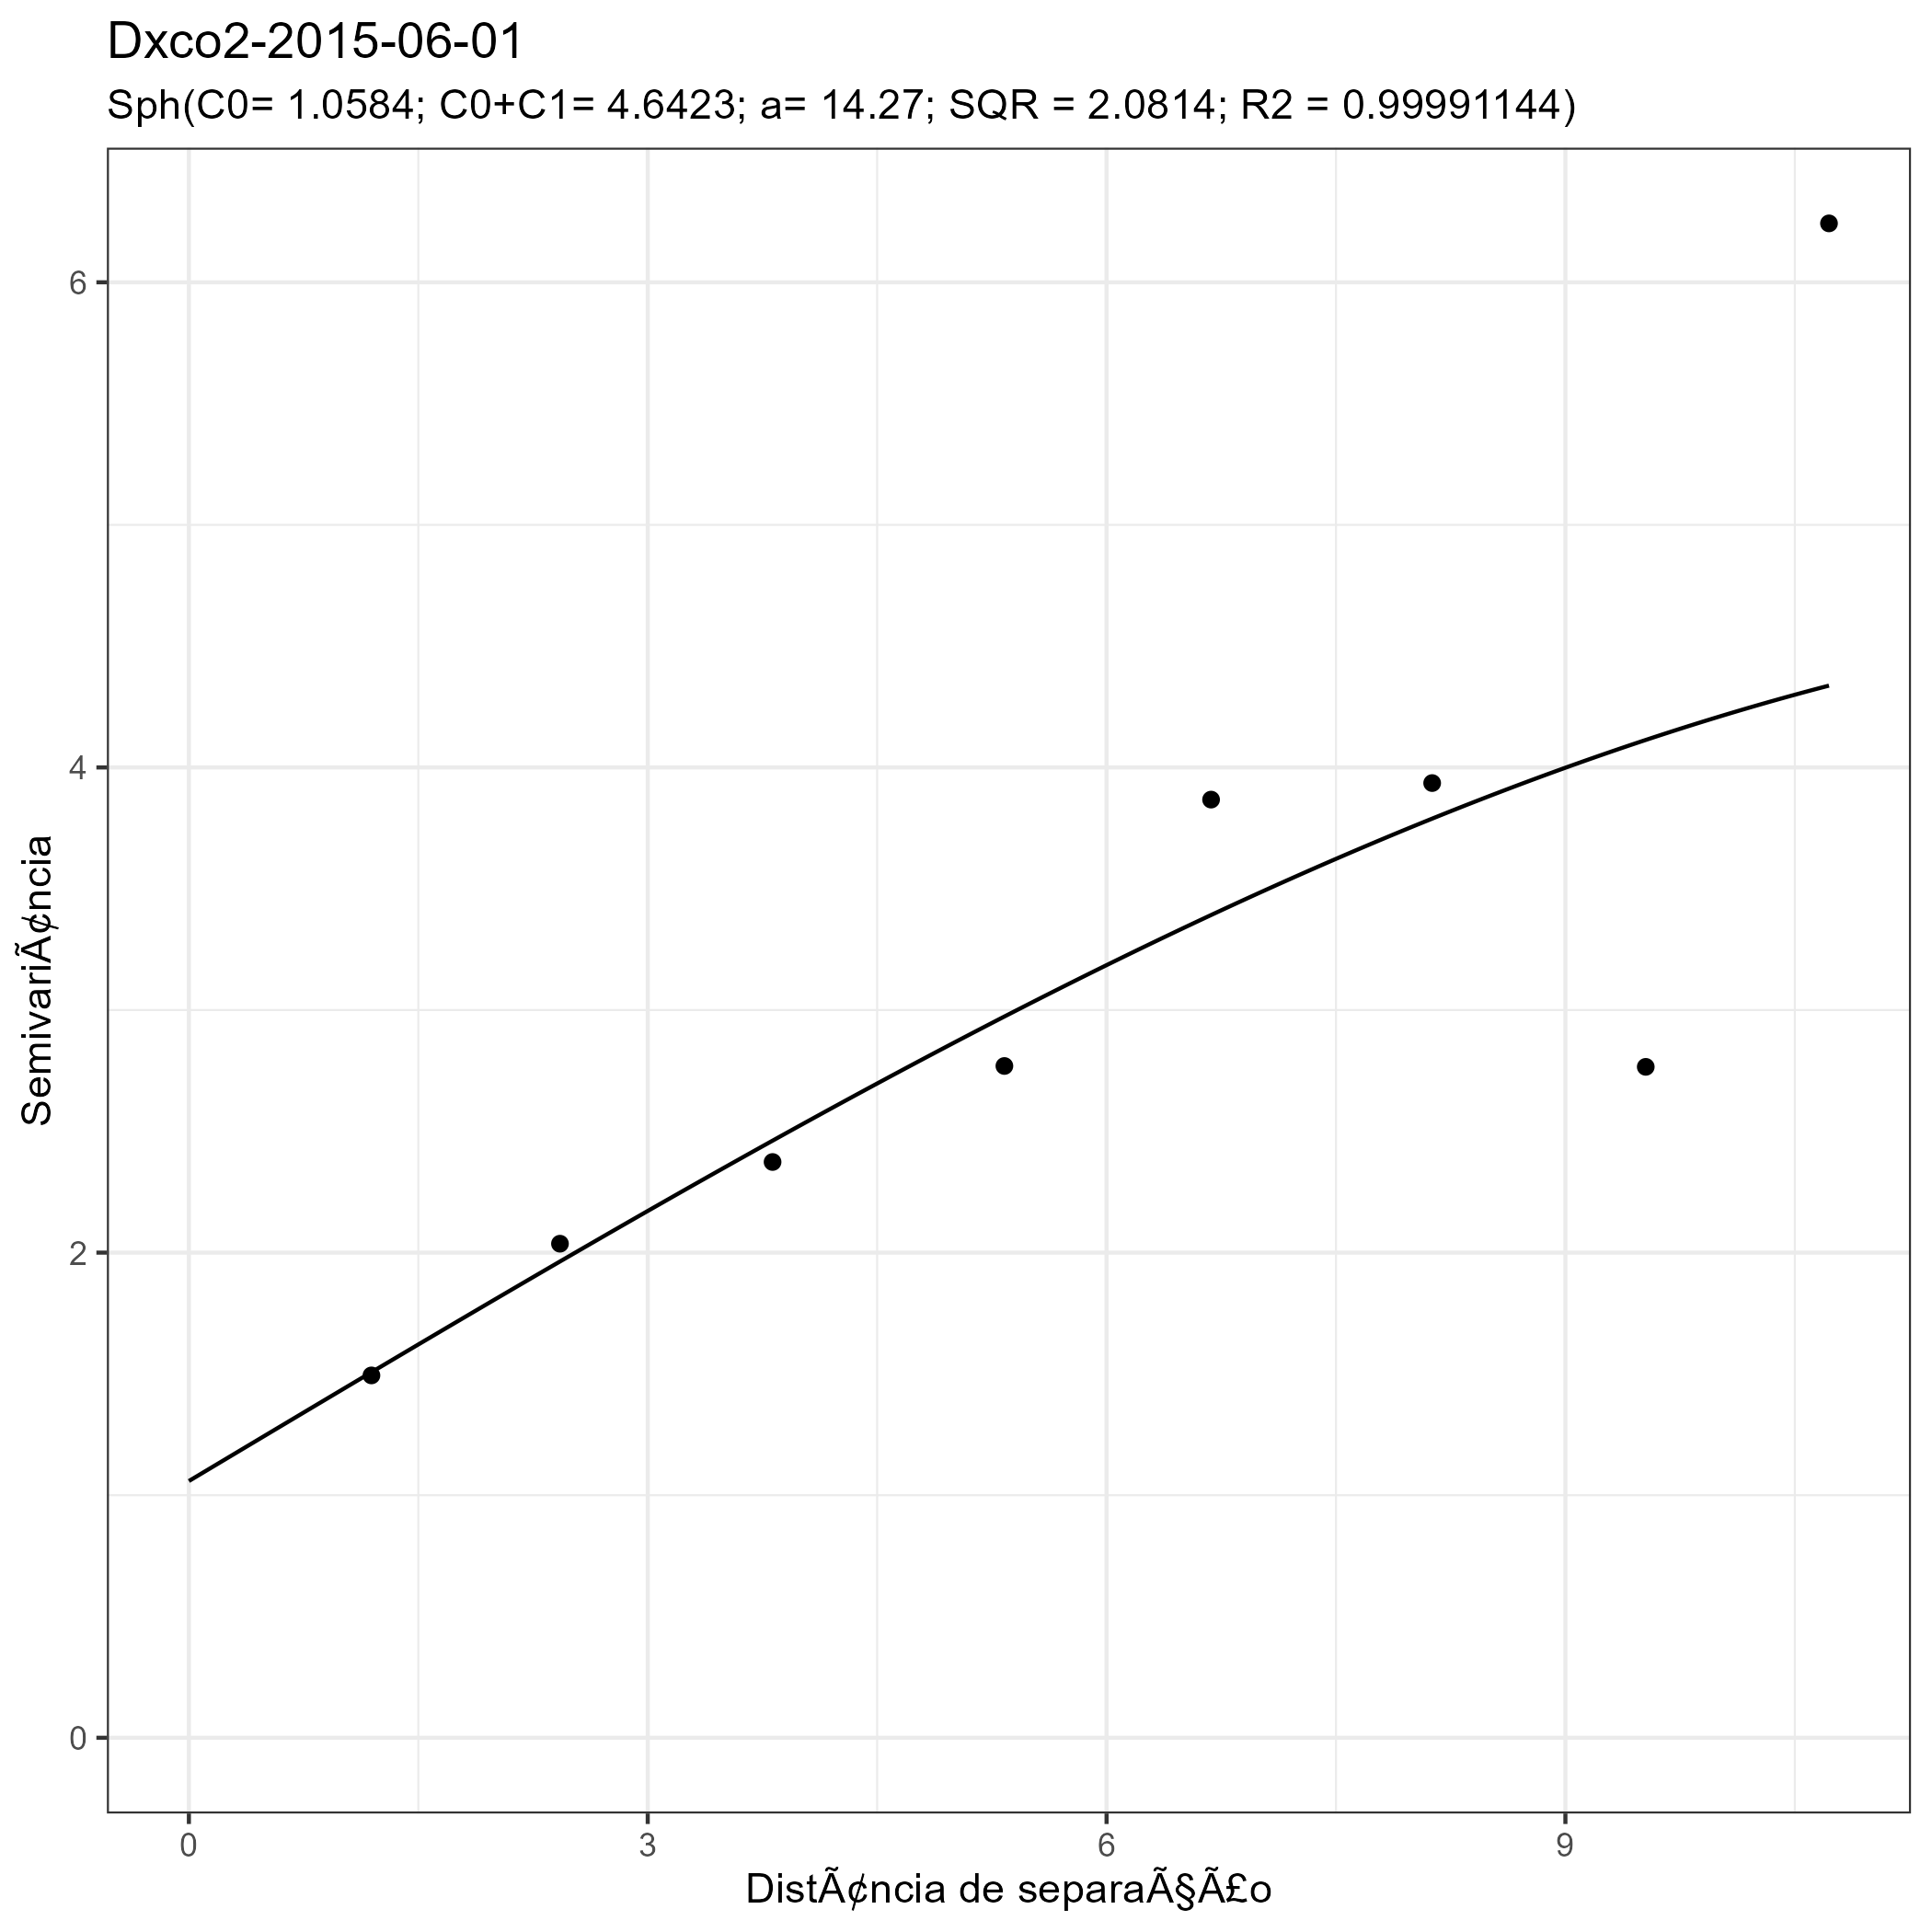 Dxco2-2015-06-01
Sph(C0= 1.0584; C0+C1= 4.6423; a= 14.27; SQR = 2.0814; R2 = 0.99991144)
6
4
2
0
SemivariÃ¢ncia
0 3 6 9
DistÃ¢ncia de separaÃ§Ã£o